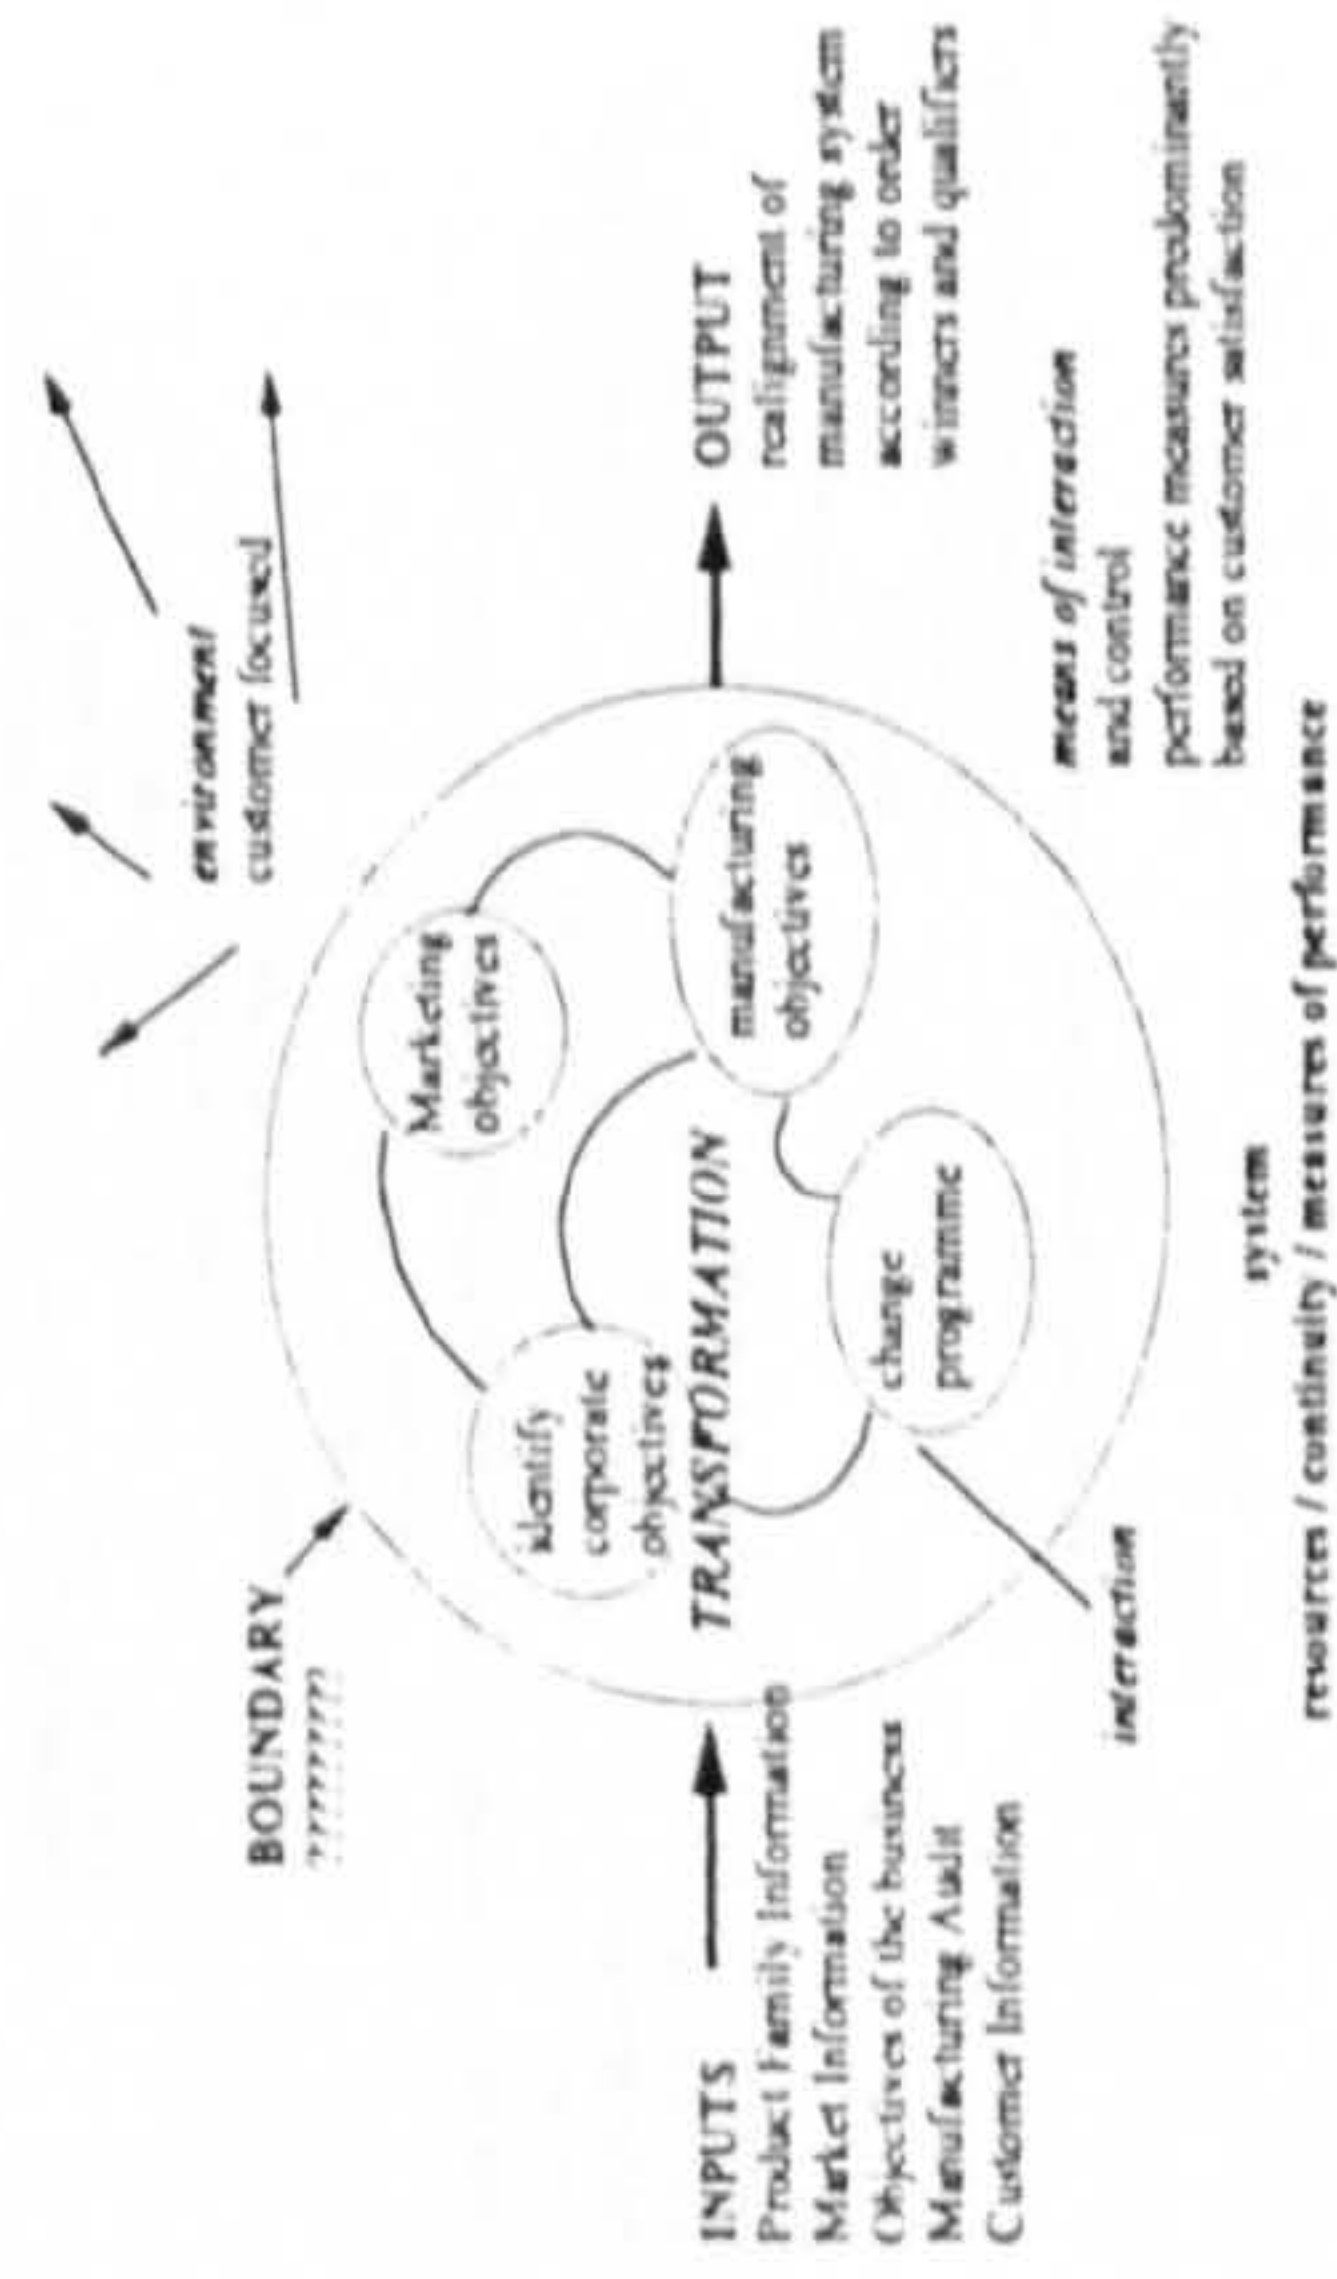 environment
customer focused
BOUNDARY
?????????
Marketing
objectives
identify
corporate
objectives
TRANSFORMATION
manufacturing
objectives
change
programme
INPUTS
Product Family Information
Market Information
Objectives of the business
Manufacturing Audit
Customer Information
OUTPUT
realignment of
manufacturing system
according to order
winners and qualifiers
interaction
means of interaction
and control
performance measures predominantly
based on customer satisfaction
system
resources / continuity / measures of performance